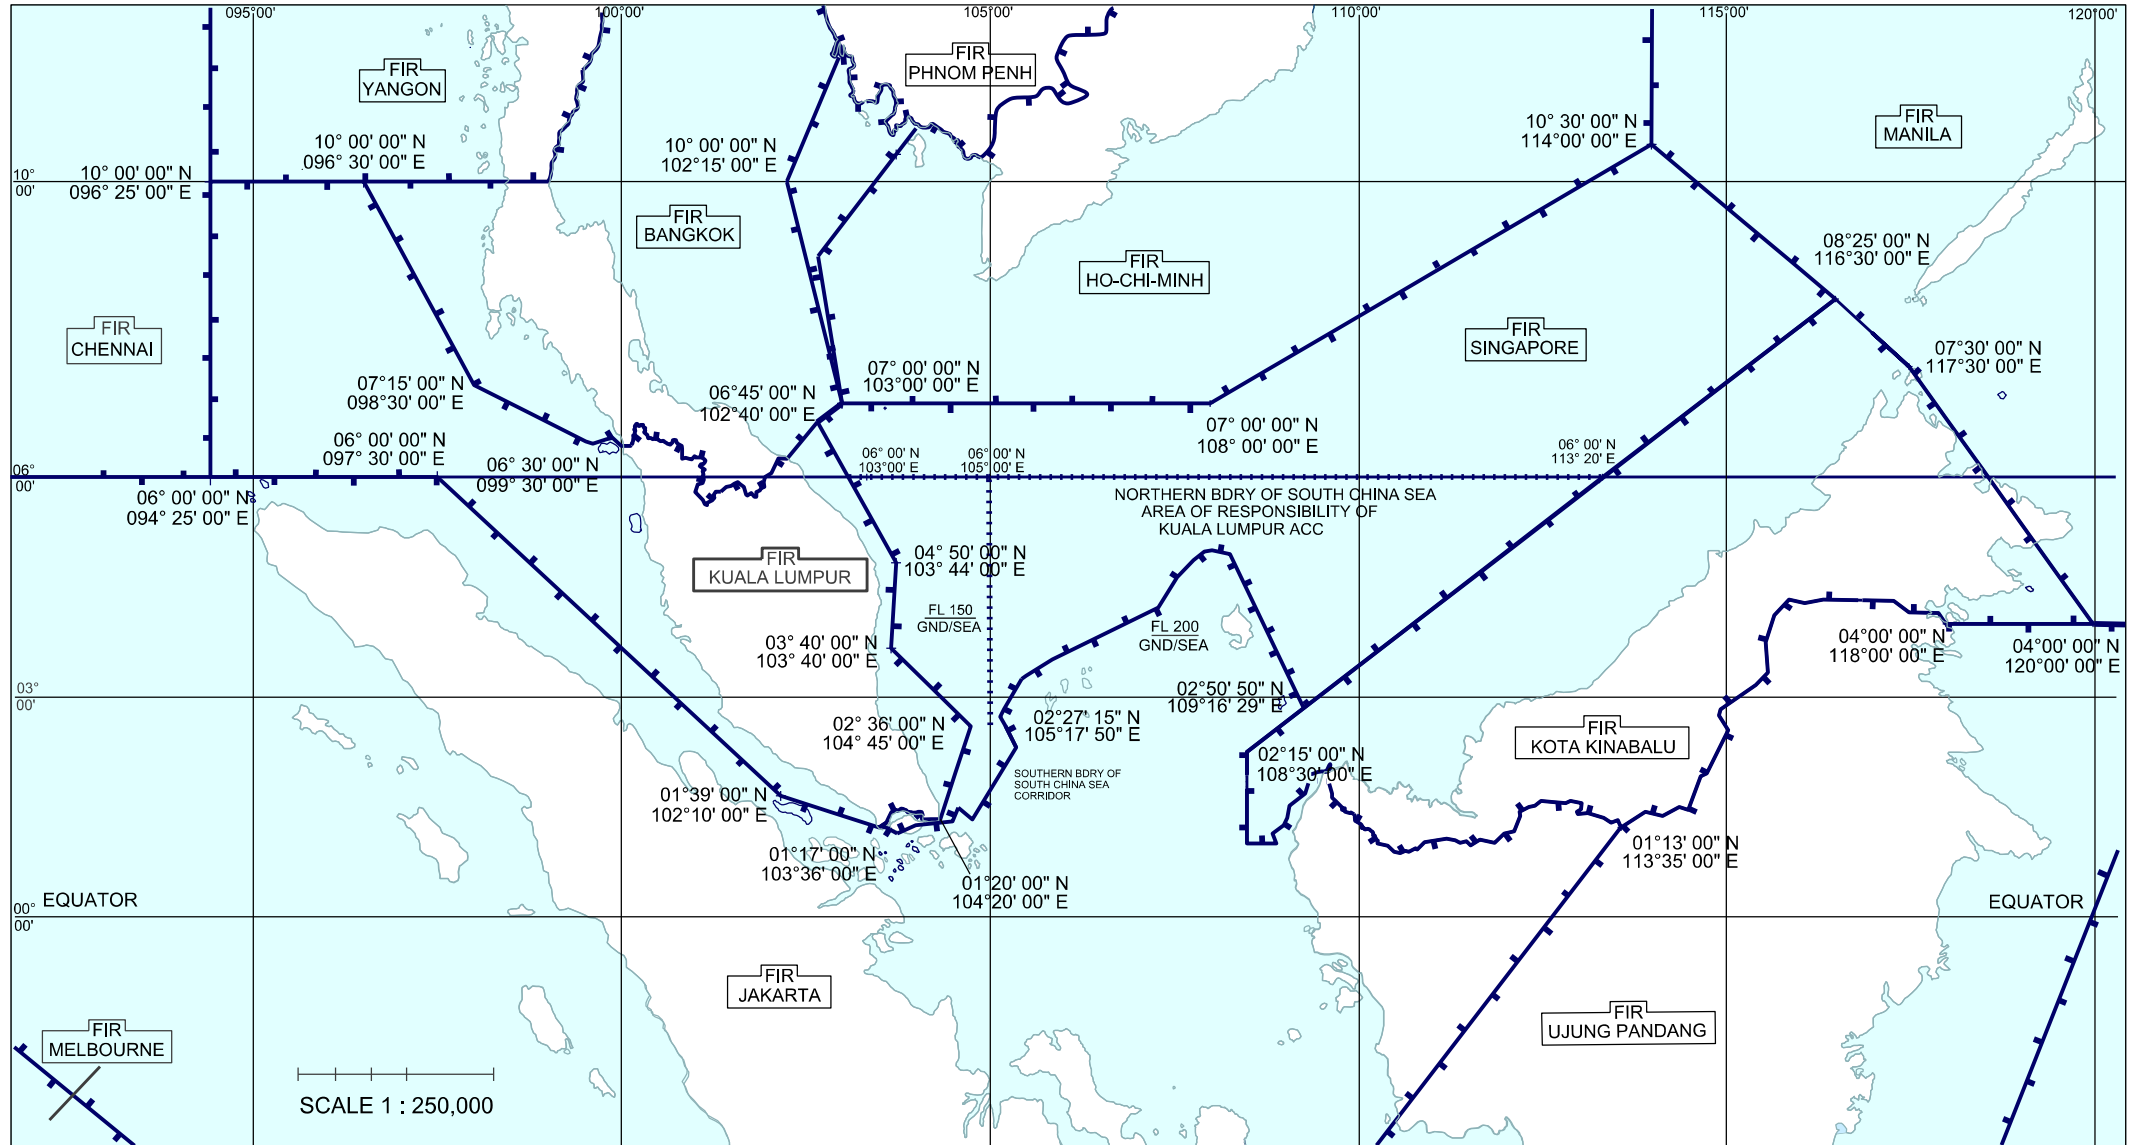 095°00'
100°00'
105°00'
110°00'
115°00'
120°00'
FIR
YANGON
FIR
PHNOM PENH
FIR
MANILA
10° 00' 00" N
096° 30' 00" E
10° 00' 00" N
102°15' 00" E
10° 30' 00" N
114°00' 00" E
10°
00'
10° 00' 00" N
096° 25' 00" E
FIR
BANGKOK
FIR
HO-CHI-MINH
08°25' 00" N
116°30' 00" E
FIR
CHENNAI
FIR
SINGAPORE
07°30' 00" N
117°30' 00" E
07°15' 00" N
098°30' 00" E
06°45' 00" N
102°40' 00" E
07° 00' 00" N
103°00' 00" E
07° 00' 00" N
108° 00' 00" E
06° 00' 00" N
097° 30' 00" E
06° 30' 00" N
099° 30' 00" E
06° 00' N
103°00' E
06° 00' N
105°00' E
06° 00' N
113° 20' E
06°
00'
06° 00' 00" N
094° 25' 00" E
NORTHERN BDRY OF SOUTH CHINA SEA
AREA OF RESPONSIBILITY OF
KUALA LUMPUR ACC
FIR
KUALA LUMPUR
04° 50' 00" N
103° 44' 00" E
FL 150
GND/SEA
FL 200
GND/SEA
03° 40' 00" N
103° 40' 00" E
04°00' 00" N
118°00' 00" E
04°00' 00" N
120°00' 00" E
03°
00'
02°50' 50" N
109°16' 29" E
02°27' 15" N
105°17' 50" E
02° 36' 00" N
104° 45' 00" E
FIR
KOTA KINABALU
02°15' 00" N
108°30' 00" E
SOUTHERN BDRY OF
SOUTH CHINA SEA
CORRIDOR
01°39' 00" N
102°10' 00" E
01°17' 00" N
103°36' 00" E
01°13' 00" N
113°35' 00" E
01°20' 00" N
104°20' 00" E
00°
00'
EQUATOR
EQUATOR
FIR
JAKARTA
FIR
UJUNG PANDANG
FIR
MELBOURNE
SCALE 1 : 250,000